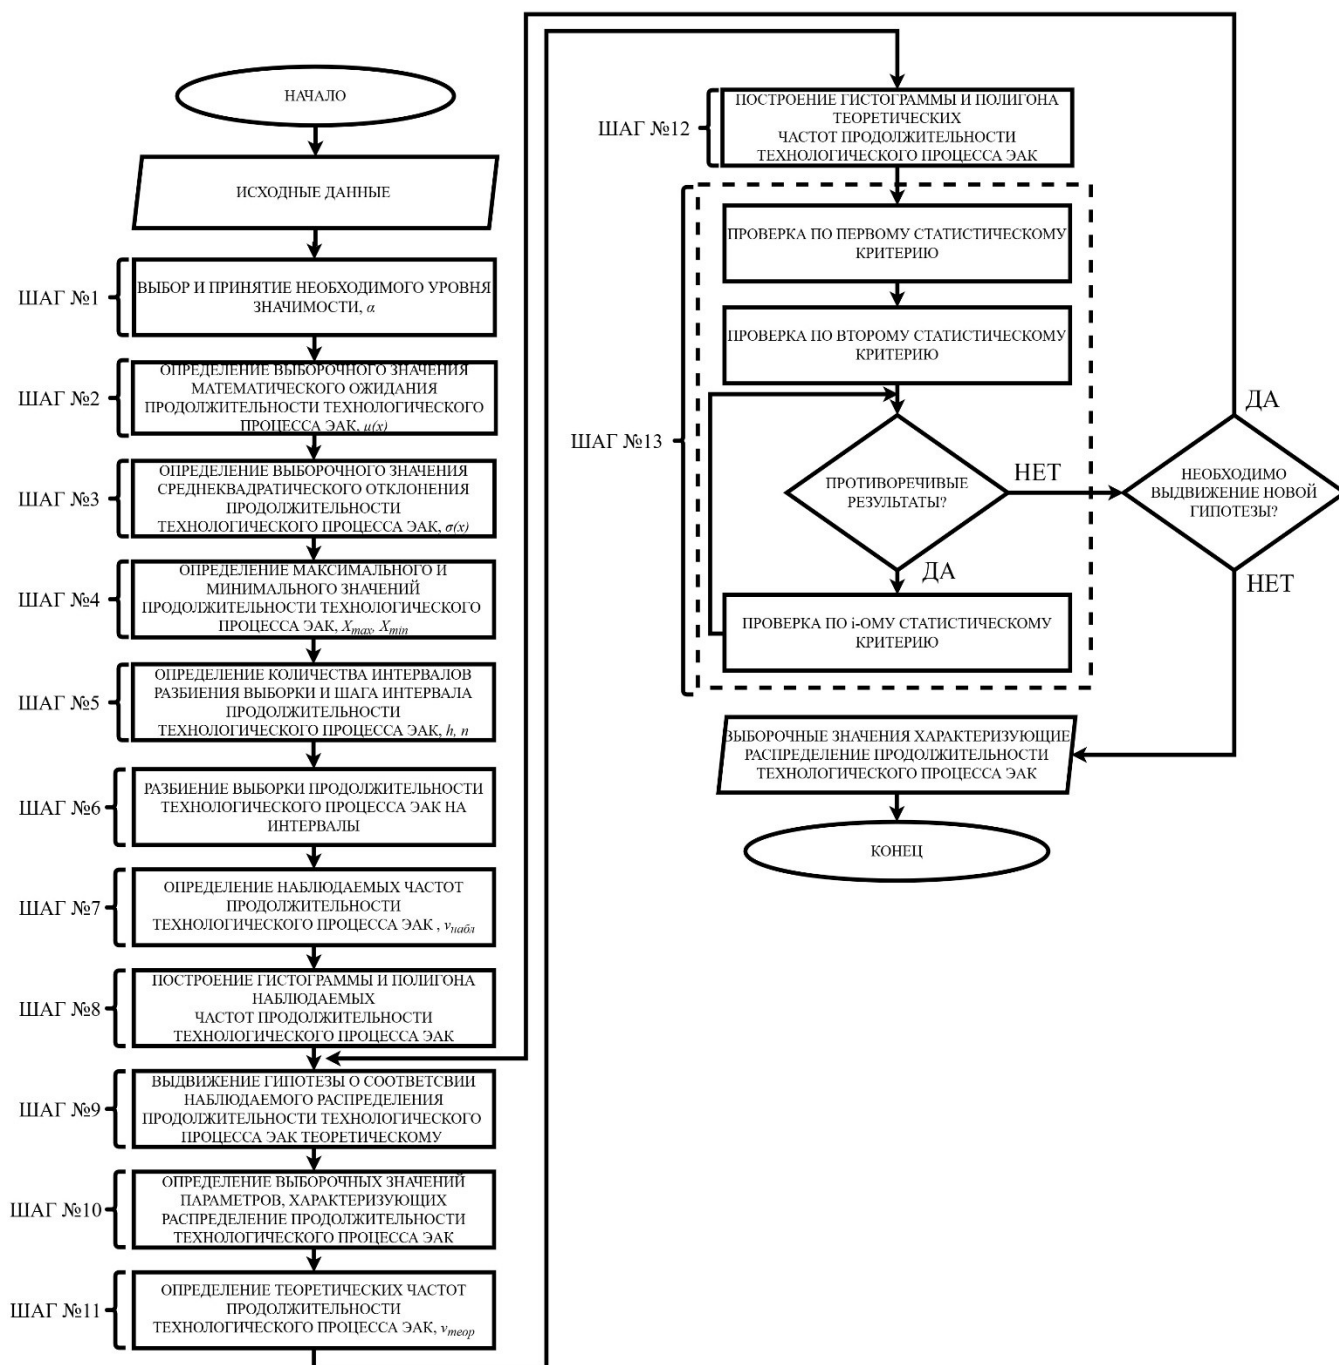 НАЧАЛО
ИСХОДНЫЕ ДАННЫЕ
ШАГ №1
ВЫБОР И ПРИНЯТИЕ НЕОБХОДИМОГО УРОВНЯ
ЗНАЧИМОСТИ, α
ШАГ №2
ОПРЕДЕЛЕНИЕ ВЫБОРОЧНОГО ЗНАЧЕНИЯ
МАТЕМАТИЧЕСКОГО ОЖИДАНИЯ
ПРОДОЛЖИТЕЛЬНОСТИ ТЕХНОЛОГИЧЕСКОГО
ПРОЦЕССА ЭАК, μ(x)
ШАГ №3
ОПРЕДЕЛЕНИЕ ВЫБОРОЧНОГО ЗНАЧЕНИЯ
СРЕДНЕКВАДРАТИЧЕСКОГО ОТКЛОНЕНИЯ
ПРОДОЛЖИТЕЛЬНОСТИ
ТЕХНОЛОГИЧЕСКОГО ПРОЦЕССА ЭАК, σ(x)
ШАГ №4
ОПРЕДЕЛЕНИЕ МАКСИМАЛЬНОГО И
МИНИМАЛЬНОГО ЗНАЧЕНИЙ
ПРОДОЛЖИТЕЛЬНОСТИ ТЕХНОЛОГИЧЕСКОГО
ПРОЦЕССА ЭАК, Xmax, Xmin
ШАГ №5
ОПРЕДЕЛЕНИЕ КОЛИЧЕСТВА ИНТЕРВАЛОВ
РАЗБИЕНИЯ ВЫБОРКИ И ШАГА ИНТЕРВАЛА
ПРОДОЛЖИТЕЛЬНОСТИ
ТЕХНОЛОГИЧЕСКОГО ПРОЦЕССА ЭАК, h, n
ШАГ №6
РАЗБИЕНИЕ ВЫБОРКИ ПРОДОЛЖИТЕЛЬНОСТИ
ТЕХНОЛОГИЧЕСКОГО ПРОЦЕССА ЭАК НА
ИНТЕРВАЛЫ
ШАГ №7
ОПРЕДЕЛЕНИЕ НАБЛЮДАЕМЫХ ЧАСТОТ
ПРОДОЛЖИТЕЛЬНОСТИ
ТЕХНОЛОГИЧЕСКОГО ПРОЦЕССА ЭАК , vнабл
ШАГ №8
ПОСТРОЕНИЕ ГИСТОГРАММЫ И ПОЛИГОНА
НАБЛЮДАЕМЫХ
ЧАСТОТ ПРОДОЛЖИТЕЛЬНОСТИ
ТЕХНОЛОГИЧЕСКОГО ПРОЦЕССА ЭАК
ШАГ №9
ВЫДВИЖЕНИЕ ГИПОТЕЗЫ О СООТВЕТСВИИ
НАБЛЮДАЕМОГО РАСПРЕДЕЛЕНИЯ
ПРОДОЛЖИТЕЛЬНОСТИ ТЕХНОЛОГИЧЕСКОГО
ПРОЦЕССА ЭАК ТЕОРЕТИЧЕСКОМУ
ШАГ №10
ОПРЕДЕЛЕНИЕ ВЫБОРОЧНЫХ ЗНАЧЕНИЙ
ПАРАМЕТРОВ, ХАРАКТЕРИЗУЮЩИХ
РАСПРЕДЕЛЕНИЕ ПРОДОЛЖИТЕЛЬНОСТИ
ТЕХНОЛОГИЧЕСКОГО ПРОЦЕССА ЭАК
ШАГ №11
ОПРЕДЕЛЕНИЕ ТЕОРЕТИЧЕСКИХ ЧАСТОТ
ПРОДОЛЖИТЕЛЬНОСТИ
ТЕХНОЛОГИЧЕСКОГО ПРОЦЕССА ЭАК, vтеор
ШАГ №12
ПОСТРОЕНИЕ ГИСТОГРАММЫ И ПОЛИГОНА
ТЕОРЕТИЧЕСКИХ
ЧАСТОТ ПРОДОЛЖИТЕЛЬНОСТИ
ТЕХНОЛОГИЧЕСКОГО ПРОЦЕССА ЭАК
ШАГ №13
ПРОВЕРКА ПО ПЕРВОМУ СТАТИСТИЧЕСКОМУ
КРИТЕРИЮ
ПРОВЕРКА ПО ВТОРОМУ СТАТИСТИЧЕСКОМУ
КРИТЕРИЮ
ПРОТИВОРЕЧИВЫЕ
РЕЗУЛЬТАТЫ?
НЕТ
ДА
ПРОВЕРКА ПО i-ОМУ СТАТИСТИЧЕСКОМУ
КРИТЕРИЮ
ДА
НЕОБХОДИМО
ВЫДВИЖЕНИЕ НОВОЙ
ГИПОТЕЗЫ?
НЕТ
ВЫБОРОЧНЫЕ ЗНАЧЕНИЯ ХАРАКТЕРИЗУЮЩИЕ
РАСПРЕДЕЛЕНИЕ ПРОДОЛЖИТЕЛЬНОСТИ
ТЕХНОЛОГИЧЕСКОГО ПРОЦЕССА ЭАК
КОНЕЦ